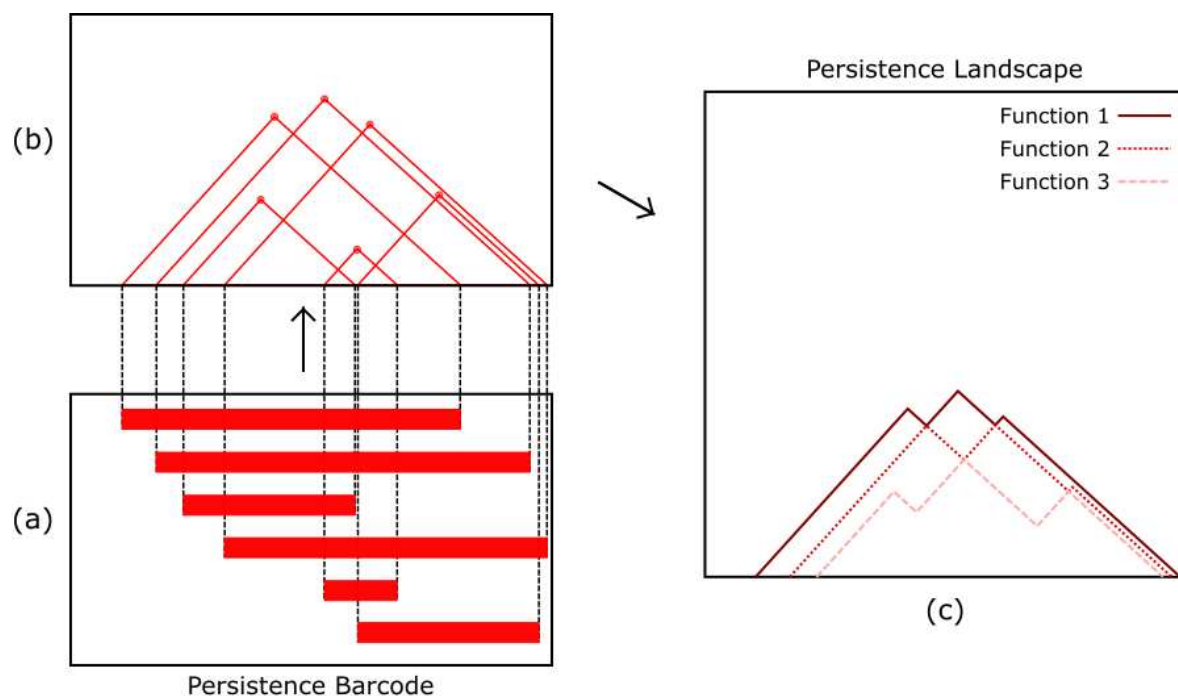 (b)
(a)
Persistence Barcode
Persistence Landscape
Function 1
Function 2
Function 3
(c)